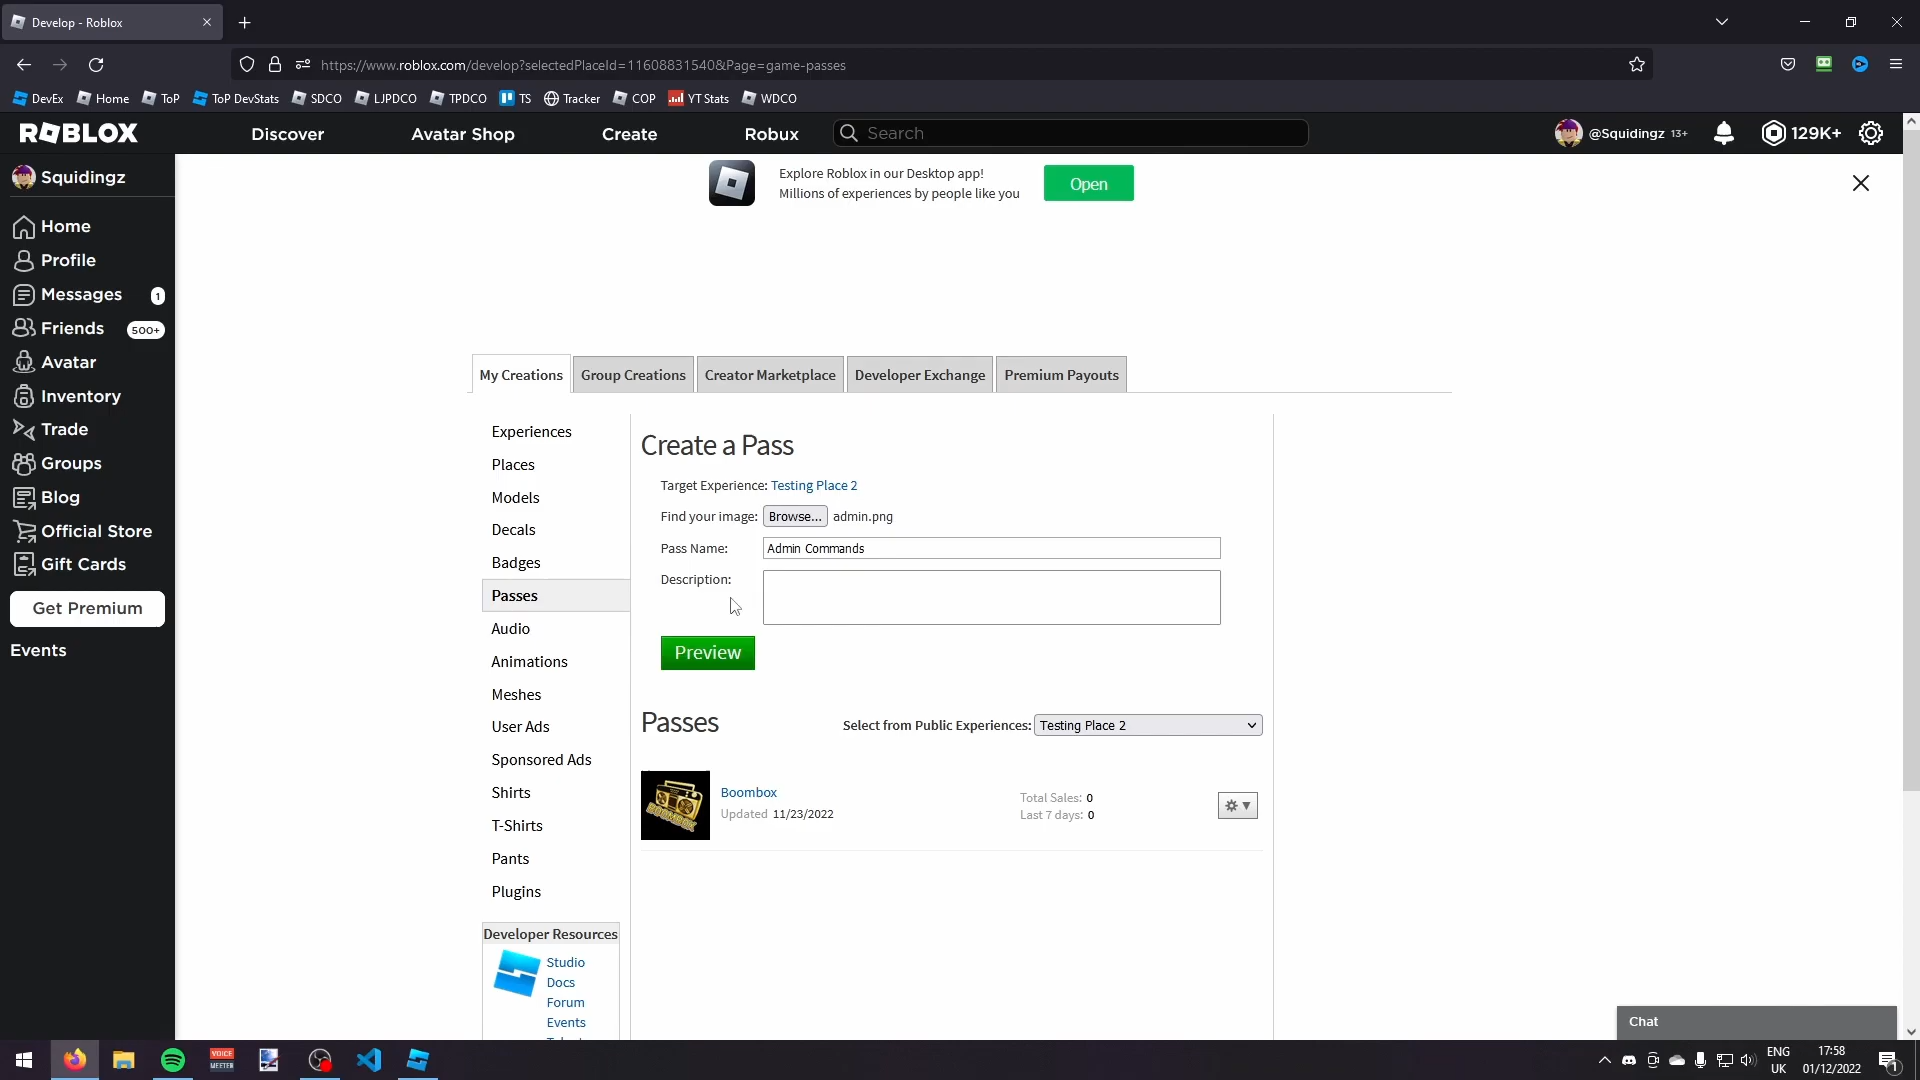 Develop - Roblox
https://www.roblox.com/develop?selectedPlaceId=11608831540&Page=game-passes
DevEx
Home
ToP
ToP DevStats
SDCO
LJPDCO
TPDCO
TS
Tracker
COP
YT Stats
WDCO
ROBLOX
Discover
Avatar Shop
Create
Robux
Search
@Squidingz 13+
129K+
Squidingz
Home
Profile
Messages 1
Friends 500+
Avatar
Inventory
Trade
Groups
Blog
Official Store
Gift Cards
Get Premium
Events
Explore Roblox in our Desktop app!
Millions of experiences by people like you
Open
My Creations
Group Creations
Creator Marketplace
Developer Exchange
Premium Payouts
Experiences
Places
Models
Decals
Badges
Passes
Audio
Animations
Meshes
User Ads
Sponsored Ads
Shirts
T-Shirts
Pants
Plugins
Developer Resources
Studio
Docs
Forum
Events
Create a Pass
Target Experience: Testing Place 2
Find your image: Browse... admin.png
Pass Name: Admin Commands
Description:
Preview
Passes
Select from Public Experiences: Testing Place 2
BOOMBOX
Boombox
Updated 11/23/2022
Total Sales: 0
Last 7 days: 0
Chat
VOICE
MEETER
ENG
UK
17:58
01/12/2022
1